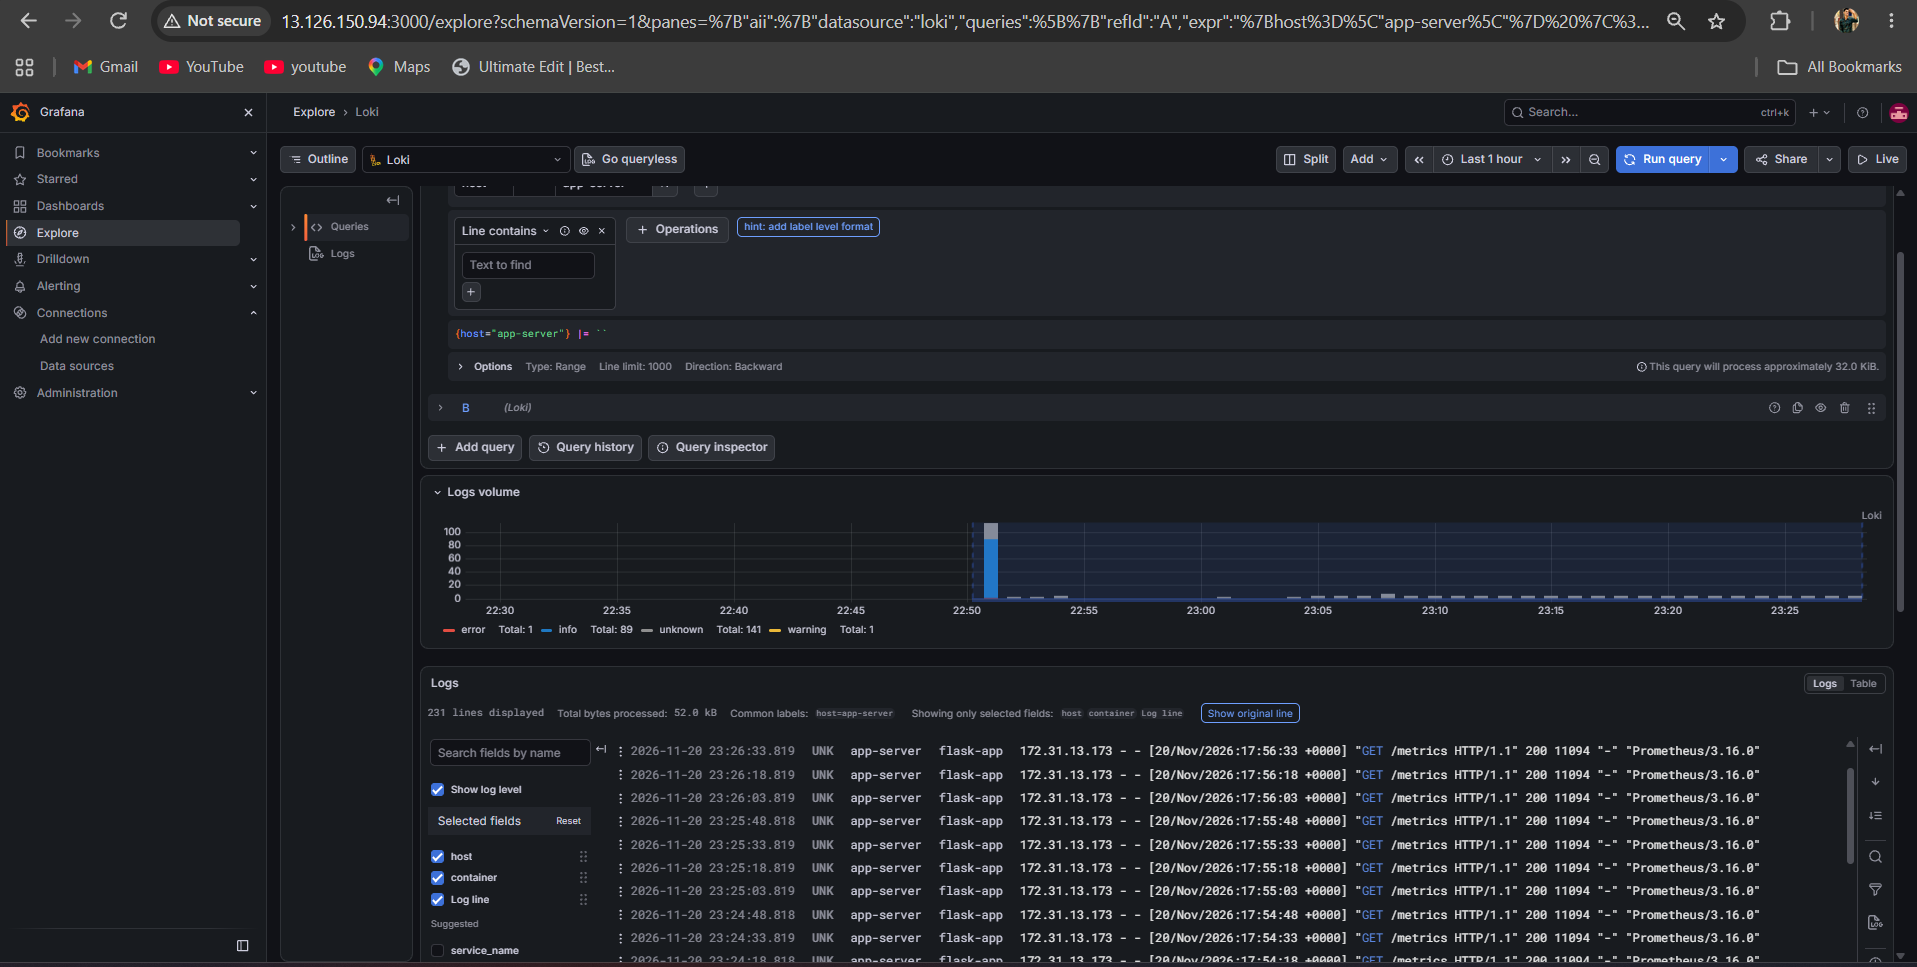 Not secure 13.126.150.94:3000/explore?schemaVersion=1&panes=%7B"aii":%7B"datasource":"loki","queries":%5B%7B"refId":"A","expr":"%7Bhost%3D%5C"app-server%5C"%7D%20%7C%3...
Gmail YouTube youtube Maps Ultimate Edit | Best... All Bookmarks
Grafana
Explore › Loki
Search... ctrl+k
Bookmarks
Starred
Dashboards
Explore
Drilldown
Alerting
Connections
Add new connection
Data sources
Administration
Outline Loki Go queryless Split Add Last 1 hour Run query Share Live
Queries
Logs
Line contains
Text to find
+ Operations
hint: add label level format
{host="app-server"} |= ``
Options Type: Range Line limit: 1000 Direction: Backward This query will process approximately 32.0 KiB.
B (Loki)
+ Add query Query history Query inspector
Logs volume
Loki
100
80
60
40
20
0
22:30 22:35 22:40 22:45 22:50 22:55 23:00 23:05 23:10 23:15 23:20 23:25
error Total: 1 info Total: 89 unknown Total: 141 warning Total: 1
Logs
Logs Table
231 lines displayed Total bytes processed: 52.0 kB Common labels: host=app-server Showing only selected fields: host container Log line Show original line
Search fields by name
Show log level
Selected fields Reset
host
container
Log line
Suggested
service_name
2026-11-20 23:26:33.819 UNK app-server flask-app 172.31.13.173 - - [20/Nov/2026:17:56:33 +0000] "GET /metrics HTTP/1.1" 200 11094 "-" "Prometheus/3.16.0"
2026-11-20 23:26:18.819 UNK app-server flask-app 172.31.13.173 - - [20/Nov/2026:17:56:18 +0000] "GET /metrics HTTP/1.1" 200 11094 "-" "Prometheus/3.16.0"
2026-11-20 23:26:03.819 UNK app-server flask-app 172.31.13.173 - - [20/Nov/2026:17:56:03 +0000] "GET /metrics HTTP/1.1" 200 11094 "-" "Prometheus/3.16.0"
2026-11-20 23:25:48.818 UNK app-server flask-app 172.31.13.173 - - [20/Nov/2026:17:55:48 +0000] "GET /metrics HTTP/1.1" 200 11094 "-" "Prometheus/3.16.0"
2026-11-20 23:25:33.819 UNK app-server flask-app 172.31.13.173 - - [20/Nov/2026:17:55:33 +0000] "GET /metrics HTTP/1.1" 200 11094 "-" "Prometheus/3.16.0"
2026-11-20 23:25:18.819 UNK app-server flask-app 172.31.13.173 - - [20/Nov/2026:17:55:18 +0000] "GET /metrics HTTP/1.1" 200 11094 "-" "Prometheus/3.16.0"
2026-11-20 23:25:03.819 UNK app-server flask-app 172.31.13.173 - - [20/Nov/2026:17:55:03 +0000] "GET /metrics HTTP/1.1" 200 11094 "-" "Prometheus/3.16.0"
2026-11-20 23:24:48.818 UNK app-server flask-app 172.31.13.173 - - [20/Nov/2026:17:54:48 +0000] "GET /metrics HTTP/1.1" 200 11094 "-" "Prometheus/3.16.0"
2026-11-20 23:24:33.819 UNK app-server flask-app 172.31.13.173 - - [20/Nov/2026:17:54:33 +0000] "GET /metrics HTTP/1.1" 200 11094 "-" "Prometheus/3.16.0"